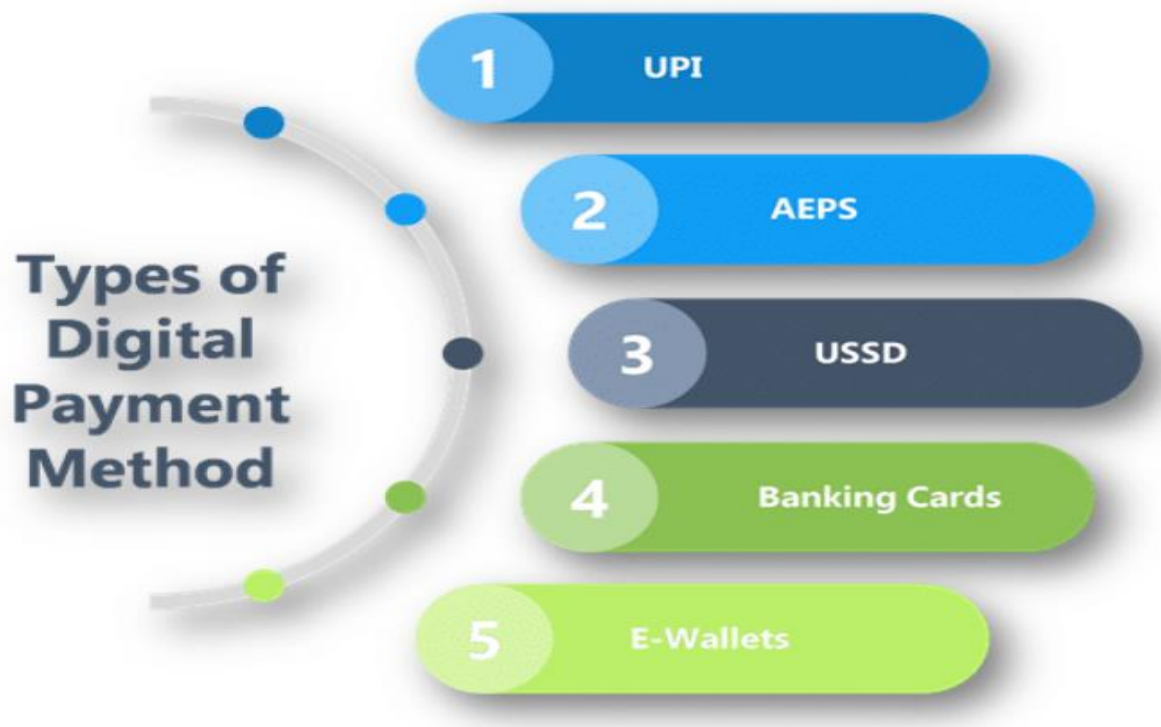 Types of
Digital
Payment
Method
1 UPI
2 AEPS
3 USSD
4 Banking Cards
5 E-Wallets